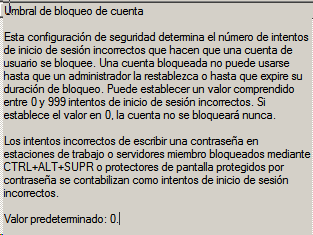 Umbral de bloqueo de cuenta
Esta configuración de seguridad determina el número de intentos
de inicio de sesión incorrectos que hacen que una cuenta de
usuario se bloquee. Una cuenta bloqueada no puede usarse
hasta que un administrador la restablezca o hasta que expire su
duración de bloqueo. Puede establecer un valor comprendido
entre 0 y 999 intentos de inicio de sesión incorrectos. Si
establece el valor en 0, la cuenta no se bloqueará nunca.
Los intentos incorrectos de escribir una contraseña en
estaciones de trabajo o servidores miembro bloqueados mediante
CTRL+ALT+SUPR o protectores de pantalla protegidos por
contraseña se contabilizan como intentos de inicio de sesión
incorrectos.
Valor predeterminado: 0.